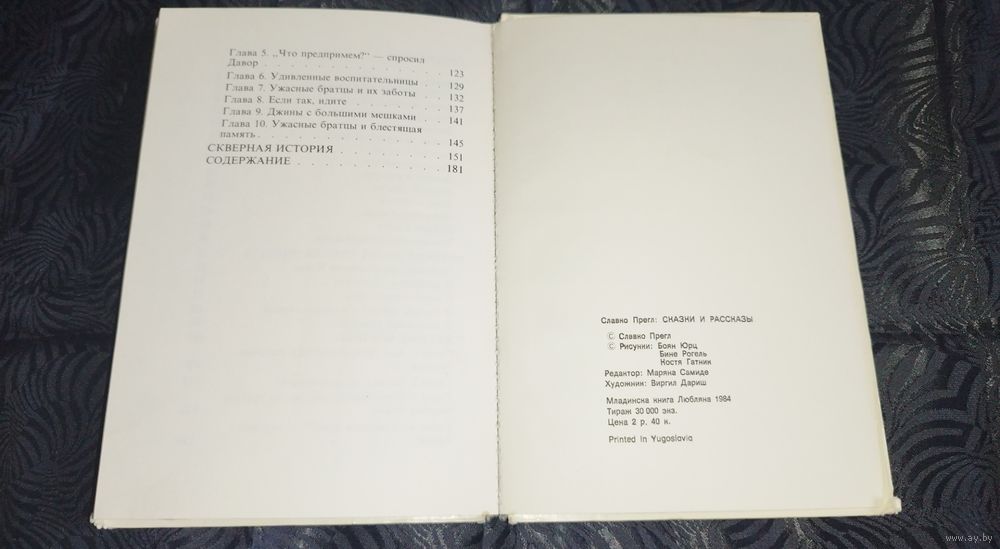 Глава 5. „Что предпримем?“ — спросил
Давор . . . . . . . . . . . . . 123
Глава 6. Удивленные воспитательницы . . 129
Глава 7. Ужасные братцы и их заботы . . 132
Глава 8. Если так, идите . . . . . . . . 137
Глава 9. Джины с большими мешками . . 141
Глава 10. Ужасные братцы и блестящая
память . . . . . . . . . . . . . 145
СКВЕРНАЯ ИСТОРИЯ . . . . . . . . 151
СОДЕРЖАНИЕ . . . . . . . . . . 181
Славко Прегл: СКАЗКИ И РАССКАЗЫ
© Славко Прегл
© Рисунки: Боян Юрц
Бине Рогель
Костя Гатник
Редактор: Маряна Самиде
Художник: Виргил Дариш
Младинска книга Любляна 1984
Тираж 30 000 экз.
Цена 2 р. 40 к.
Printed in Yugoslavia
www.ay.by